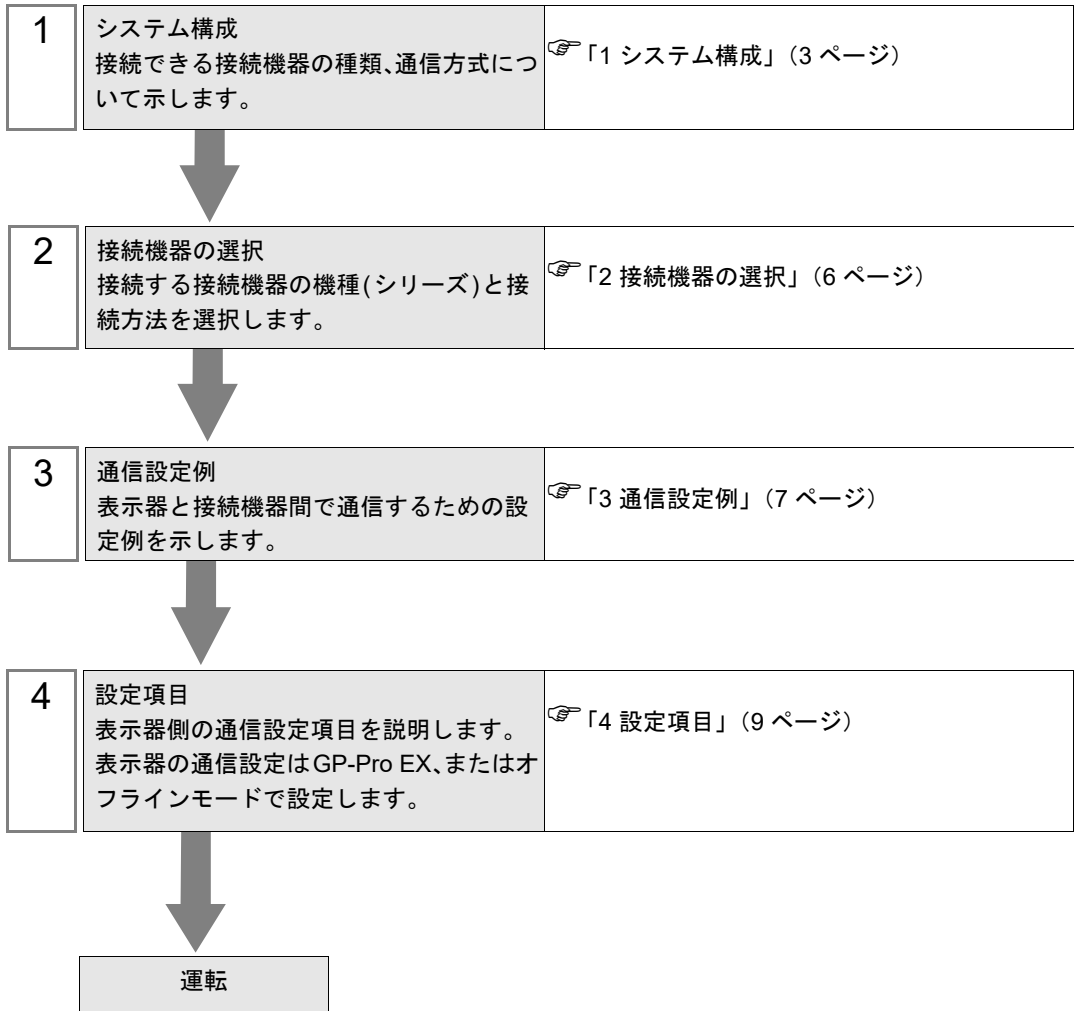 1
システム構成
接続できる接続機器の種類、通信方式につ
いて示します。
☞「1 システム構成」(3 ページ)
2
接続機器の選択
接続する接続機器の機種(シリーズ)と接
続方法を選択します。
☞「2 接続機器の選択」(6 ページ)
3
通信設定例
表示器と接続機器間で通信するための設
定例を示します。
☞「3 通信設定例」(7 ページ)
4
設定項目
表示器側の通信設定項目を説明します。
表示器の通信設定はGP-Pro EX、またはオ
フラインモードで設定します。
☞「4 設定項目」(9 ページ)
運転